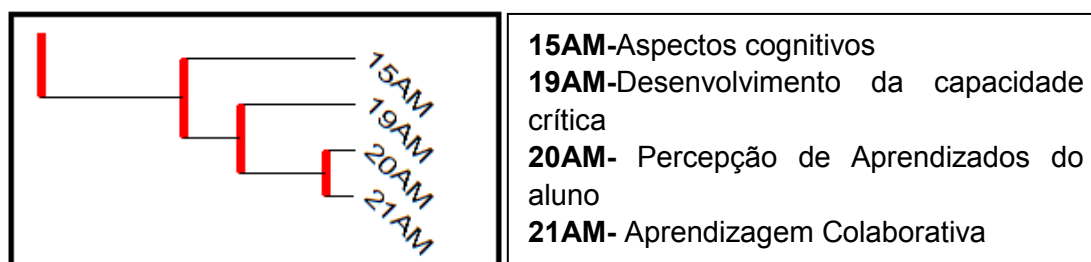 15AM
19AM
20AM
21AM
15AM-Aspectos cognitivos
19AM-Desenvolvimento da capacidade
crítica
20AM- Percepção de Aprendizados do
aluno
21AM- Aprendizagem Colaborativa